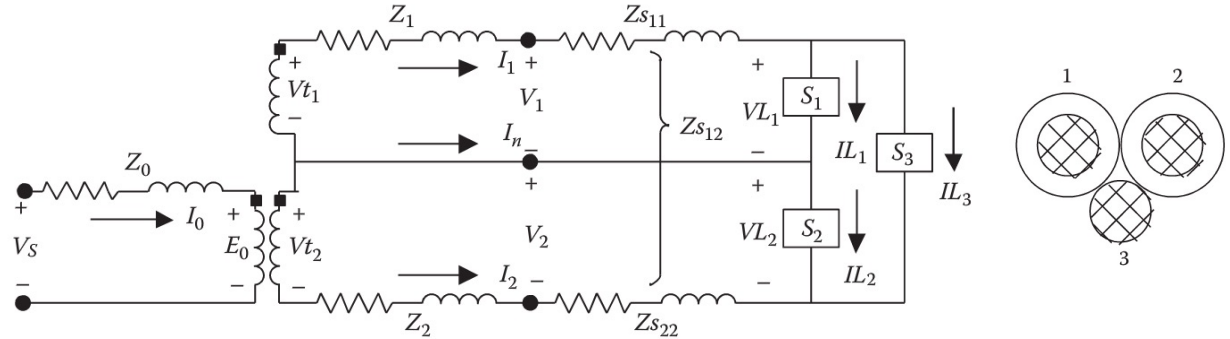 Z₁
Zs₁₁
+
Vt₁
−
I₁
+
V₁
Iₙ
−
Zs₁₂
+
VL₁
−
S₁
IL₁
S₃
IL₃
1
2
3
Z₀
+
V_S
−
I₀
+
E₀
−
+
Vt₂
−
+
V₂
−
I₂
+
VL₂
−
S₂
IL₂
Z₂
Zs₂₂